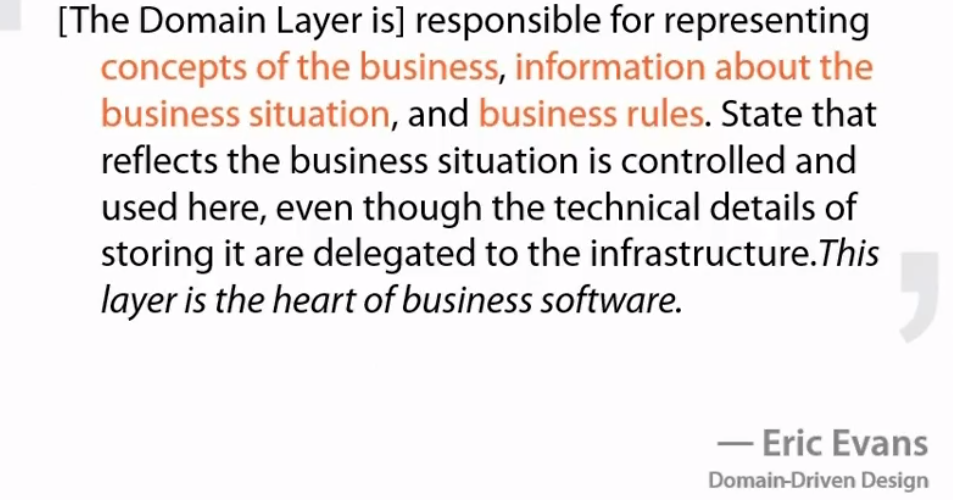 [The Domain Layer is] responsible for representing
concepts of the business, information about the
business situation, and business rules. State that
reflects the business situation is controlled and
used here, even though the technical details of
storing it are delegated to the infrastructure.This
layer is the heart of business software.
’
— Eric Evans
Domain-Driven Design